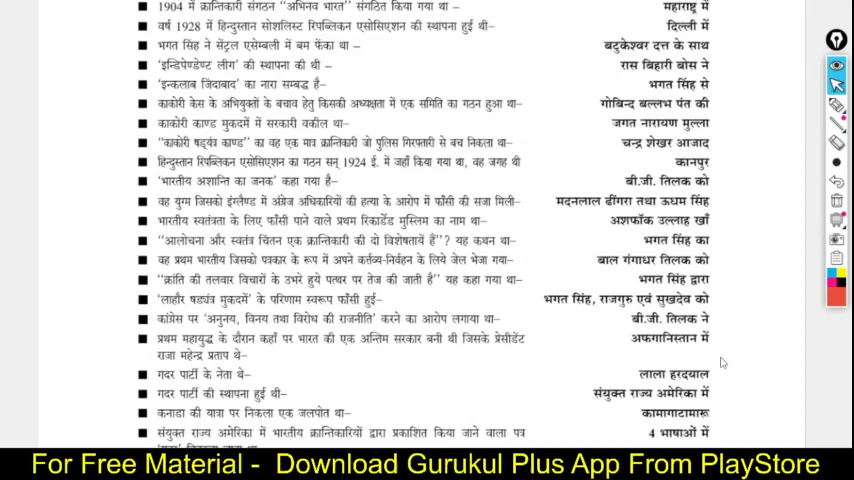 1904 में क्रान्तिकारी संगठन "अभिनव भारत" संगठित किया गया था – महाराष्ट्र में
वर्ष 1928 में हिन्दुस्तान सोशलिस्ट रिपब्लिकन एसोसिएशन की स्थापना हुई थी– दिल्ली में
भगत सिंह ने सेंट्रल एसेम्बली में बम फेंका था – बटुकेश्वर दत्त के साथ
'इन्डिपेण्डेण्ट लीग' की स्थापना की थी – रास बिहारी बोस ने
'इन्कलाब जिंदाबाद' का नारा सम्बद्ध है– भगत सिंह से
काकोरी केस के अभियुक्तों के बचाव हेतु किसकी अध्यक्षता में एक समिति का गठन हुआ था– गोबिन्द बल्लभ पंत की
काकोरी काण्ड मुकदमें में सरकारी वकील था– जगत नारायण मुल्ला
"काकोरी षड्यंत्र काण्ड" का वह एक मात्र क्रान्तिकारी जो पुलिस गिरफ्तारी से बच निकला था– चन्द्र शेखर आजाद
हिन्दुस्तान रिपब्लिकन एसोसिएशन का गठन सन् 1924 ई. में जहाँ किया गया था, वह जगह थी कानपुर
'भारतीय अशान्ति का जनक' कहा गया है– बी.जी. तिलक को
वह युग्म जिसको इंग्लैण्ड में अंग्रेज अधिकारियों की हत्या के आरोप में फाँसी की सजा मिली– मदनलाल ढींगरा तथा ऊधम सिंह
भारतीय स्वतंत्रता के लिए फाँसी पाने वाले प्रथम रिकार्डेड मुस्लिम का नाम था– अशफॉक उल्लाह खाँ
"आलोचना और स्वतंत्र चिंतन एक क्रान्तिकारी की दो विशेषतायें हैं"? यह कथन था– भगत सिंह का
वह प्रथम भारतीय जिसको पत्रकार के रूप में अपने कर्त्तव्य-निर्वहन के लिये जेल भेजा गया– बाल गंगाधर तिलक को
"क्रांति की तलवार विचारों के उभरे हुये पत्थर पर तेज की जाती है" यह कहा गया था– भगत सिंह द्वारा
'लाहौर षड्यंत्र मुकदमें' के परिणाम स्वरूप फाँसी हुई– भगत सिंह, राजगुरु एवं सुखदेव को
कांग्रेस पर 'अनुनय, विनय तथा विरोध की राजनीति' करने का आरोप लगाया था– बी.जी. तिलक ने
प्रथम महायुद्ध के दौरान कहाँ पर भारत की एक अन्तिम सरकार बनी थी जिसके प्रेसीडेंट अफगानिस्तान में
राजा महेन्द्र प्रताप थे–
गदर पार्टी के नेता थे– लाला हरदयाल
गदर पार्टी की स्थापना हुई थी– संयुक्त राज्य अमेरिका में
कनाडा की यात्रा पर निकला एक जलपोत था– कामागाटामारू
संयुक्त राज्य अमेरिका में भारतीय क्रान्तिकारियों द्वारा प्रकाशित किया जाने वाला पत्र 4 भाषाओं में
For Free Material - Download Gurukul Plus App From PlayStore